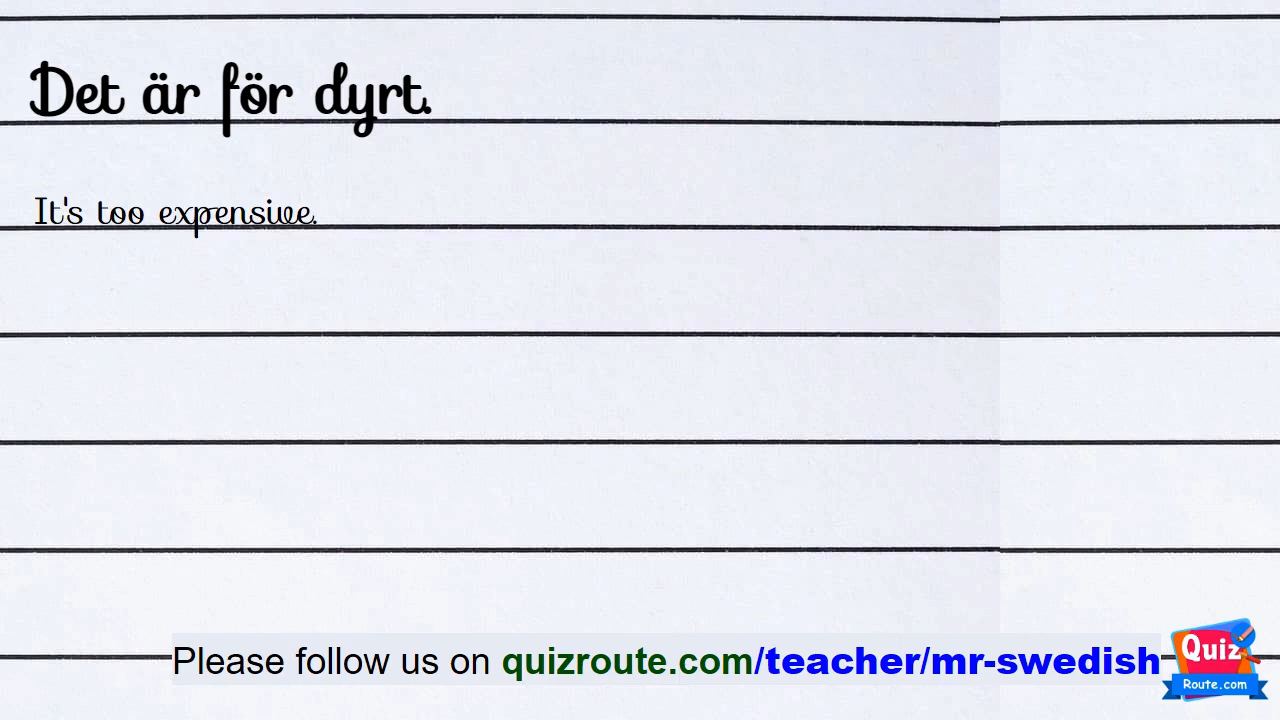 Det är för dyrt.
It's too expensive.
Please follow us on quizroute.com/teacher/mr-swedish
Quiz
Route.com